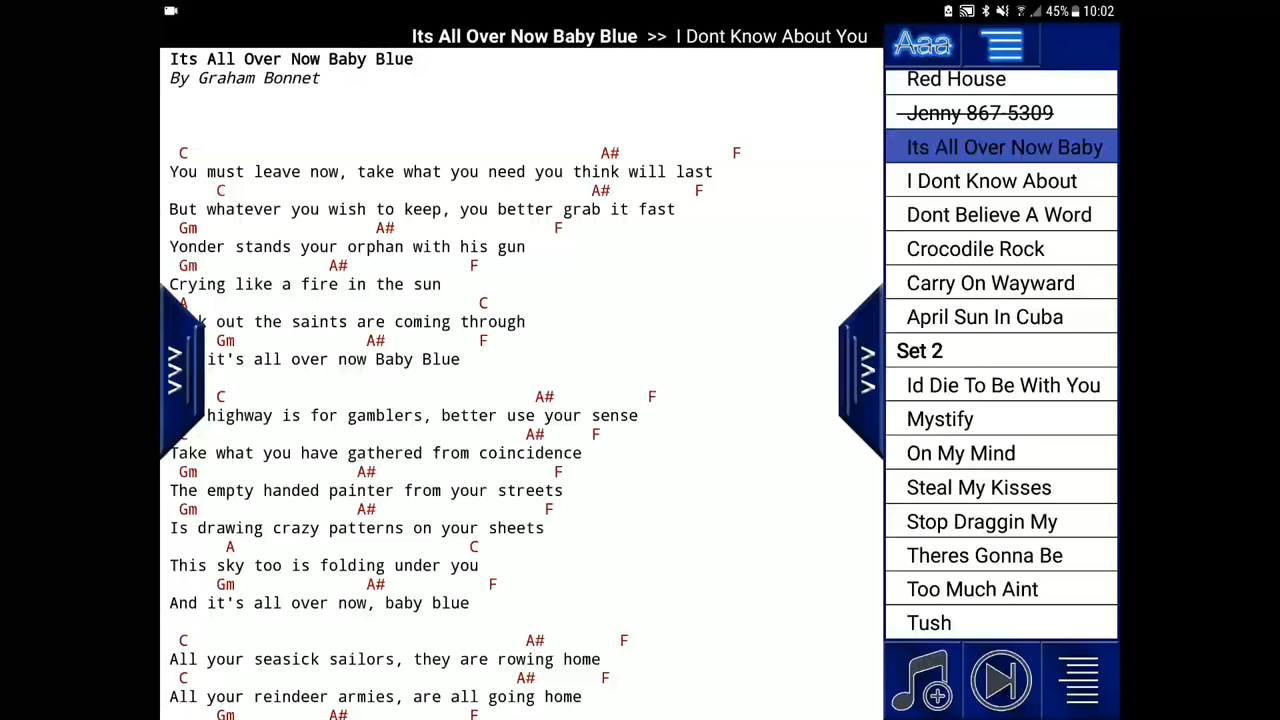 45% 10:02
Its All Over Now Baby Blue >> I Dont Know About You
Its All Over Now Baby Blue
By Graham Bonnet
C A# F
You must leave now, take what you need you think will last
C A# F
But whatever you wish to keep, you better grab it fast
Gm A# F
Yonder stands your orphan with his gun
Gm A# F
Crying like a fire in the sun
A C
k out the saints are coming through
Gm A# F
it's all over now Baby Blue
C A# F
highway is for gamblers, better use your sense
A# F
Take what you have gathered from coincidence
Gm A# F
The empty handed painter from your streets
Gm A# F
Is drawing crazy patterns on your sheets
A C
This sky too is folding under you
Gm A# F
And it's all over now, baby blue
C A# F
All your seasick sailors, they are rowing home
C A# F
All your reindeer armies, are all going home
Gm A# F
Aaa
Red House
Jenny 867-5309
Its All Over Now Baby
I Dont Know About
Dont Believe A Word
Crocodile Rock
Carry On Wayward
April Sun In Cuba
Set 2
Id Die To Be With You
Mystify
On My Mind
Steal My Kisses
Stop Draggin My
Theres Gonna Be
Too Much Aint
Tush